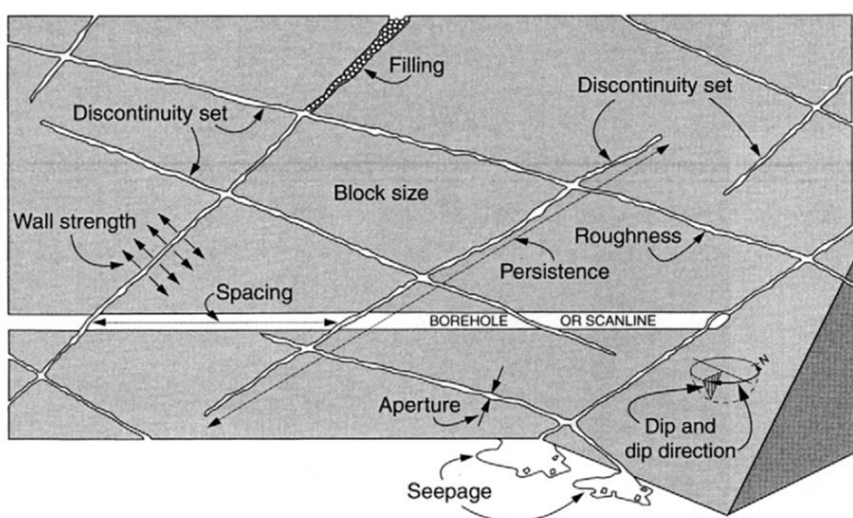 Filling
Discontinuity set
Discontinuity set
Block size
Wall strength
Roughness
Persistence
Spacing
BOREHOLE OR SCANLINE
N
Aperture
Dip and
dip direction
Seepage